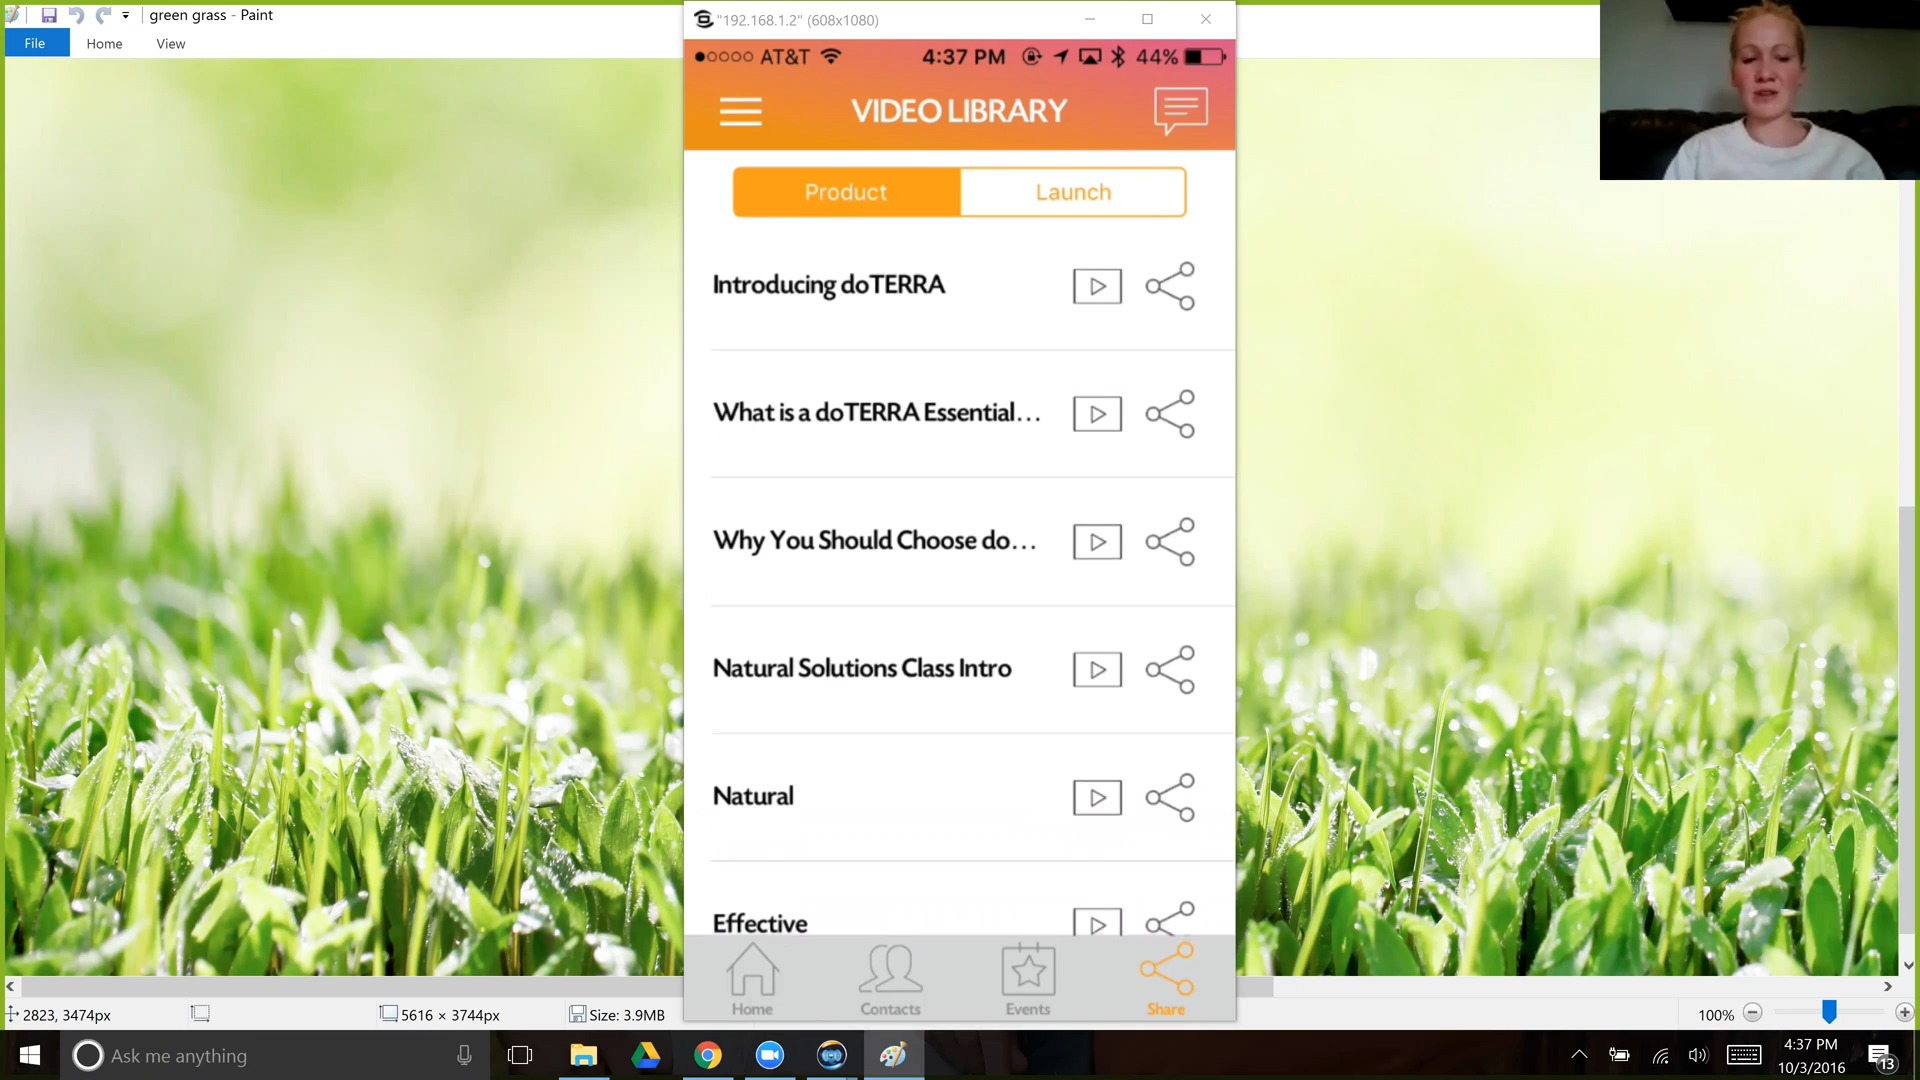 green grass - Paint
File Home View
"192.168.1.2" (608x1080)
AT&T 4:37 PM 44%
VIDEO LIBRARY
Product Launch
Introducing doTERRA
What is a doTERRA Essential...
Why You Should Choose do...
Natural Solutions Class Intro
Natural
Effective
Home Contacts Events Share
2823, 3474px 5616 × 3744px Size: 3.9MB 100%
Ask me anything
4:37 PM
10/3/2016
13